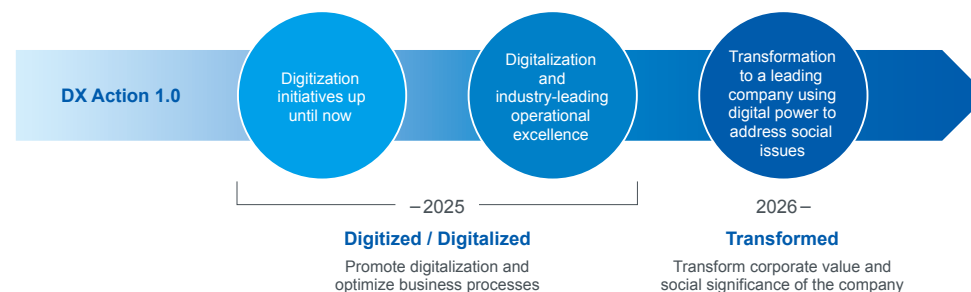 DX Action 1.0
Digitization
initiatives up
until now
Digitalization
and
industry-leading
operational
excellence
Transformation
to a leading
company using
digital power to
address social
issues
–2025
Digitized / Digitalized
Promote digitalization and
optimize business processes
2026–
Transformed
Transform corporate value and
social significance of the company